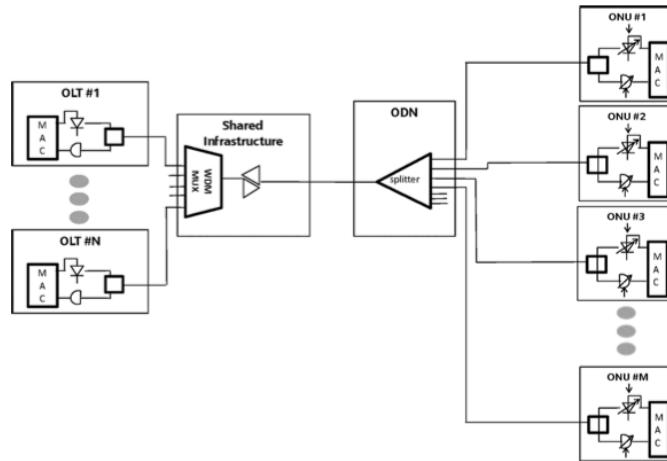 OLT #1
M
A
C
OLT #N
M
A
C
Shared
Infrastructure
WDM
MUX
ODN
splitter
ONU #1
M
A
C
ONU #2
M
A
C
ONU #3
M
A
C
ONU #M
M
A
C